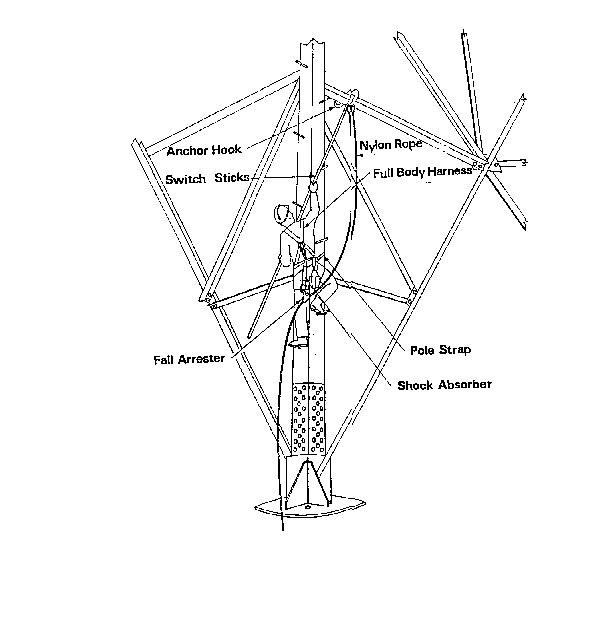 Nylon Rope
Anchor Hook
Full Body Harness
Switch Sticks
Pole Strap
Fall Arrester
Shock Absorber